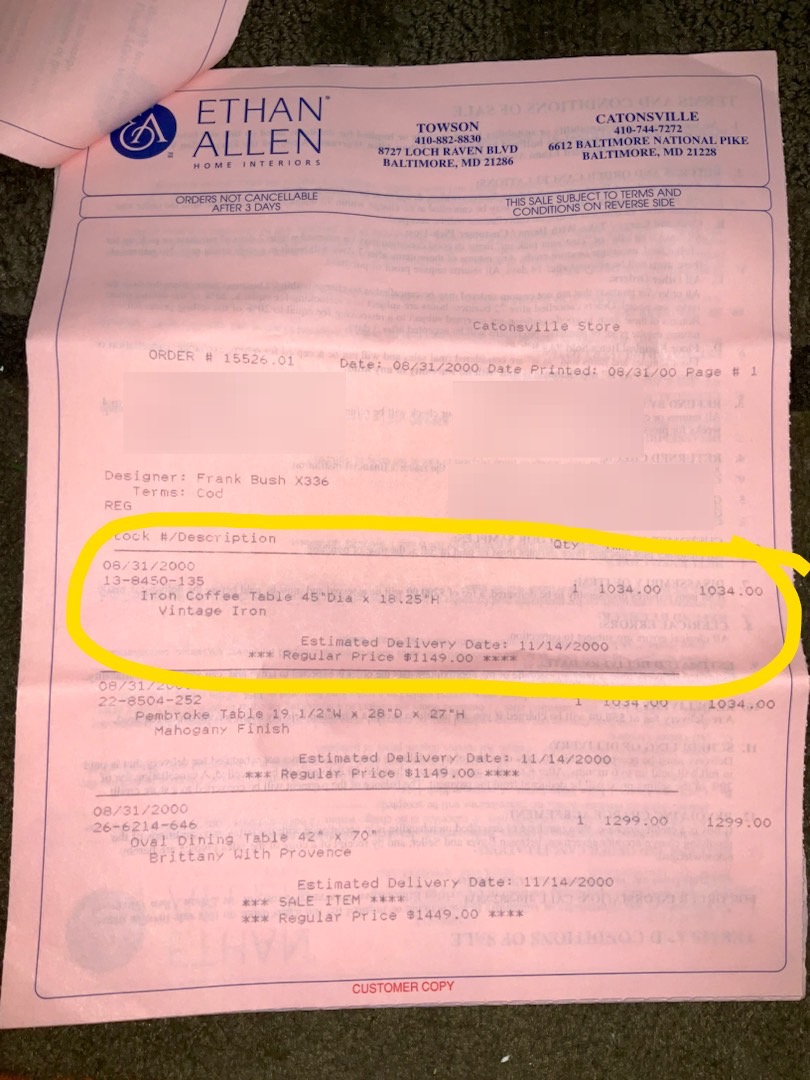 ETHAN
ALLEN
HOME INTERIORS
TOWSON
410-882-8830
8727 LOCH RAVEN BLVD
BALTIMORE, MD 21286
CATONSVILLE
410-744-7272
6612 BALTIMORE NATIONAL PIKE
BALTIMORE, MD 21228
ORDERS NOT CANCELLABLE
AFTER 3 DAYS
THIS SALE SUBJECT TO TERMS AND
CONDITIONS ON REVERSE SIDE
Catonsville Store
ORDER # 15526.01 Date: 08/31/2000 Date Printed: 08/31/00 Page # 1
Designer: Frank Bush X336
Terms: Cod
REG
tock #/Description Qty
08/31/2000
13-8450-135 1 1034.00 1034.00
Iron Coffee Table 45"Dia x 18.25"H
Vintage Iron
Estimated Delivery Date: 11/14/2000
*** Regular Price $1149.00 ****
08/31/2000
22-8504-252 1 1034.00 1034.00
Pembroke Table 19 1/2"W x 28"D x 27"H
Mahogany Finish
Estimated Delivery Date: 11/14/2000
*** Regular Price $1149.00 ****
08/31/2000
26-6214-646 1 1299.00 1299.00
Oval Dining Table 42" x 70"
Brittany With Provence
Estimated Delivery Date: 11/14/2000
*** SALE ITEM ****
*** Regular Price $1449.00 ****
CUSTOMER COPY